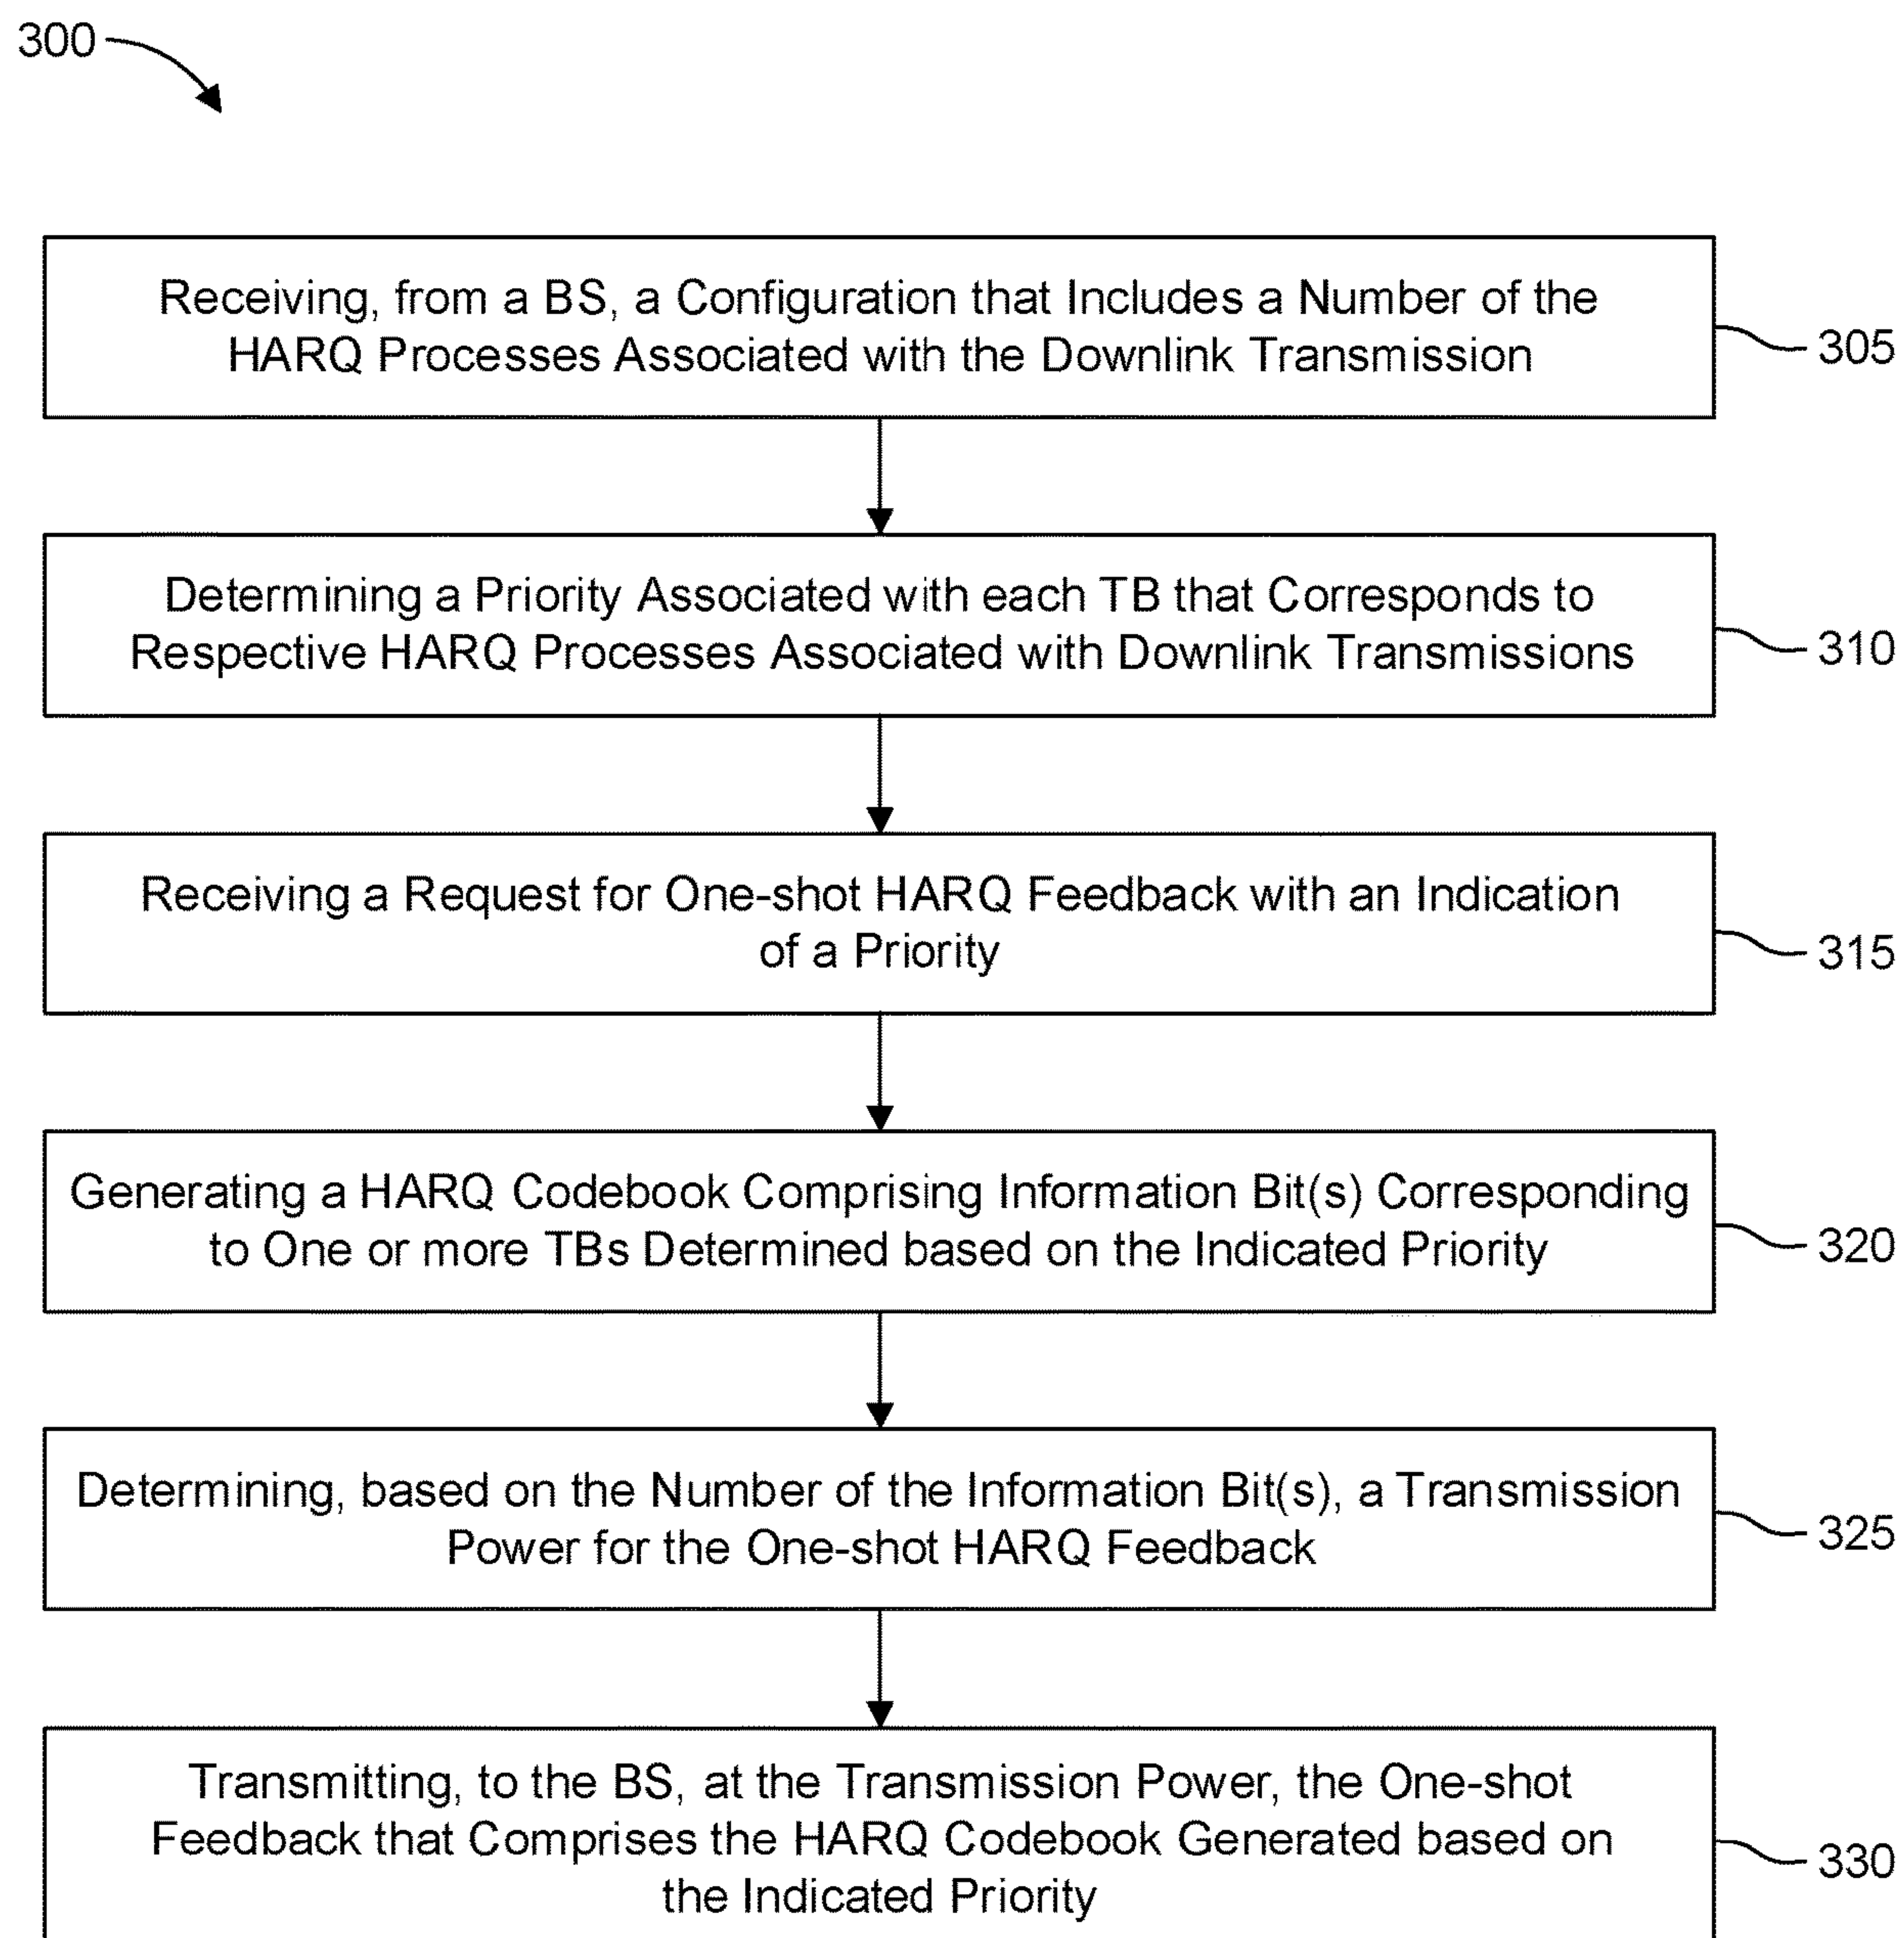 300
Receiving, from a BS, a Configuration that Includes a Number of the
HARQ Processes Associated with the Downlink Transmission
305
Determining a Priority Associated with each TB that Corresponds to
Respective HARQ Processes Associated with Downlink Transmissions
310
Receiving a Request for One-shot HARQ Feedback with an Indication
of a Priority
315
Generating a HARQ Codebook Comprising Information Bit(s) Corresponding
to One or more TBs Determined based on the Indicated Priority
320
Determining, based on the Number of the Information Bit(s), a Transmission
Power for the One-shot HARQ Feedback
325
Transmitting, to the BS, at the Transmission Power, the One-shot
Feedback that Comprises the HARQ Codebook Generated based on
the Indicated Priority
330